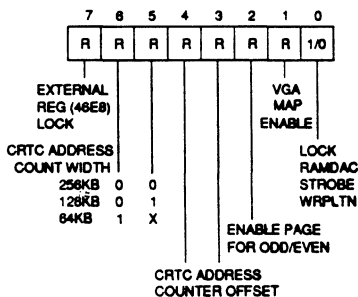 7 6 5 4 3 2 1 0
R R R R R R R 1/0
EXTERNAL
REG (46E8)
LOCK
VGA
MAP
ENABLE
CRTC ADDRESS
COUNT WIDTH
256KB 0 0
128KB 0 1
64KB 1 X
LOCK
RAMDAC
STROBE
WRPLTN
ENABLE PAGE
FOR ODD/EVEN
CRTC ADDRESS
COUNTER OFFSET